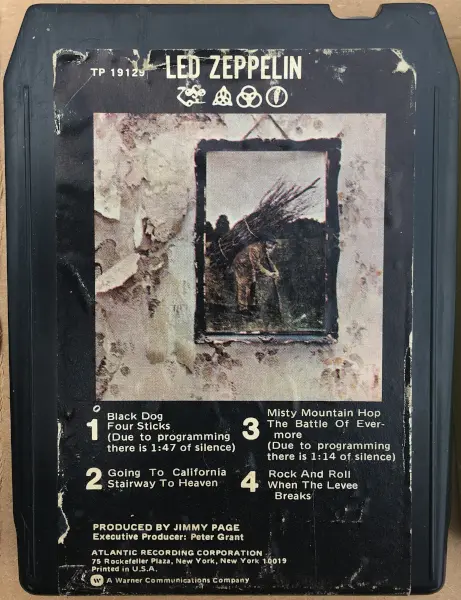 TP 19129 LED ZEPPELIN
1 Black Dog
Four Sticks
(Due to programming
there is 1:47 of silence)
2 Going To California
Stairway To Heaven
3 Misty Mountain Hop
The Battle Of Ever-
more
(Due to programming
there is 1:14 of silence)
4 Rock And Roll
When The Levee
Breaks
PRODUCED BY JIMMY PAGE
Executive Producer: Peter Grant
ATLANTIC RECORDING CORPORATION
75 Rockefeller Plaza, New York, New York 10019
Printed in U.S.A.
W A Warner Communications Company